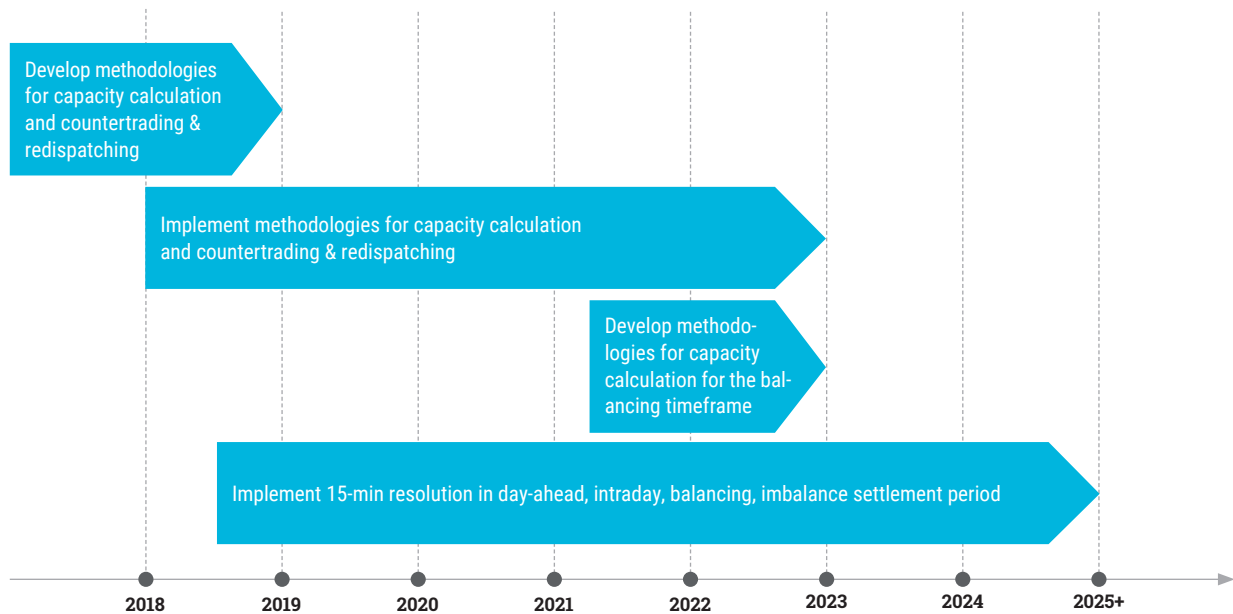 Develop methodologies
for capacity calculation
and countertrading &
redispatching
Implement methodologies for capacity calculation
and countertrading & redispatching
Develop methodo-
logies for capacity
calculation for the bal-
ancing timeframe
Implement 15-min resolution in day-ahead, intraday, balancing, imbalance settlement period
2018 2019 2020 2021 2022 2023 2024 2025+